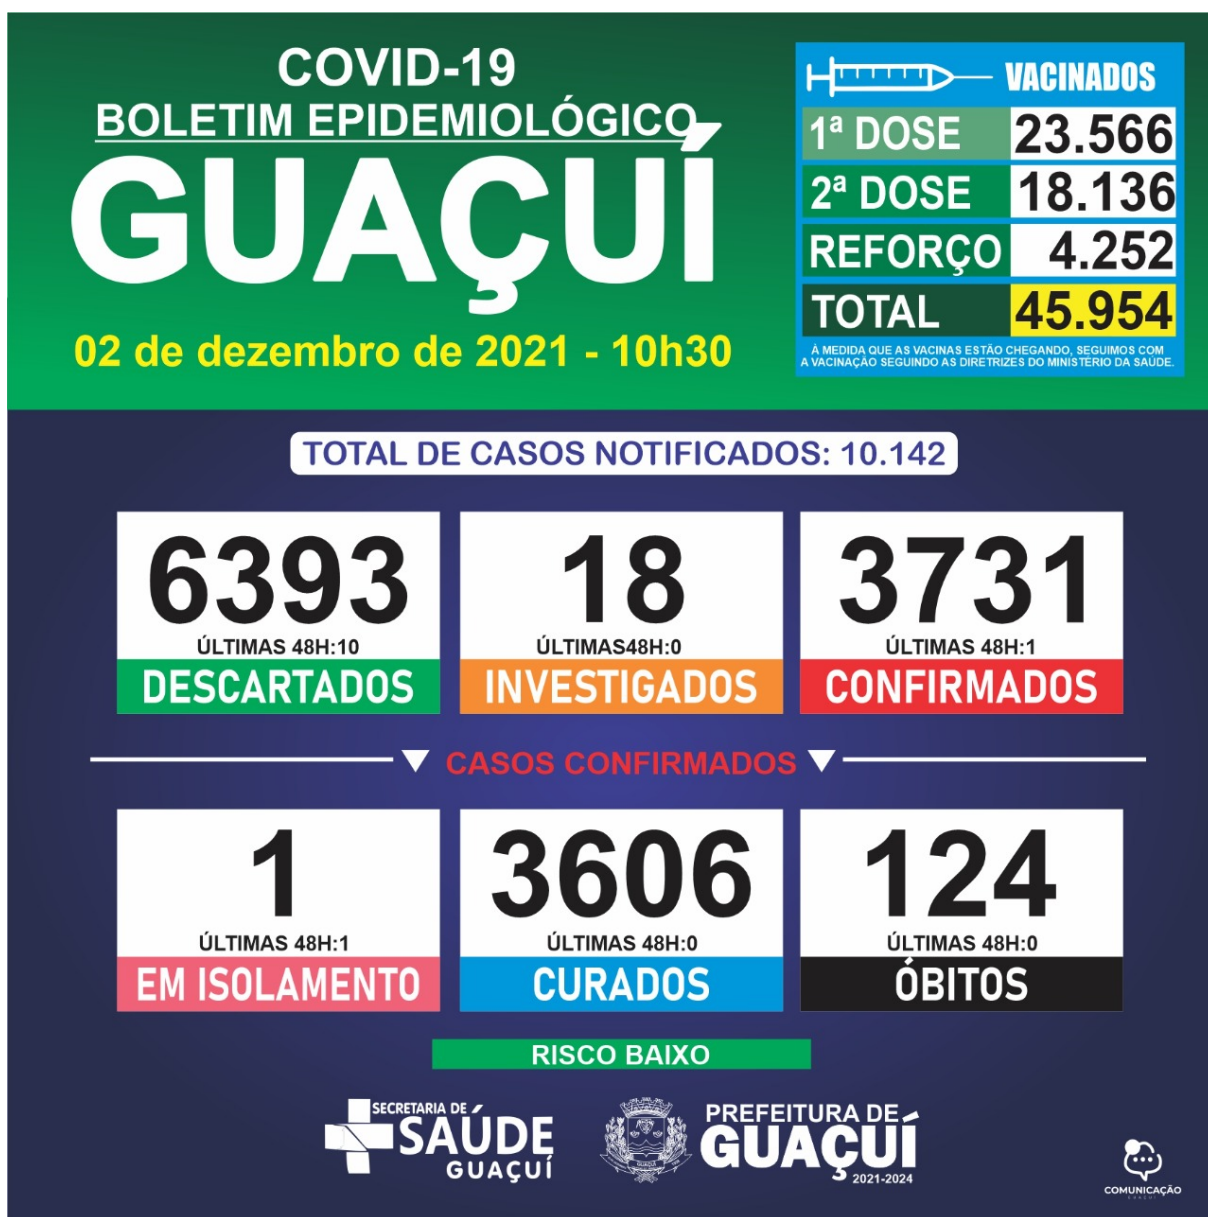 COVID-19
BOLETIM EPIDEMIOLÓGICO
GUAÇUÍ
02 de dezembro de 2021 - 10h30
VACINADOS
1ª DOSE 23.566
2ª DOSE 18.136
REFORÇO 4.252
TOTAL 45.954
À MEDIDA QUE AS VACINAS ESTÃO CHEGANDO, SEGUIMOS COM
A VACINAÇÃO SEGUINDO AS DIRETRIZES DO MINISTÉRIO DA SAÚDE.
TOTAL DE CASOS NOTIFICADOS: 10.142
6393
ÚLTIMAS 48H:10
DESCARTADOS
18
ÚLTIMAS48H:0
INVESTIGADOS
3731
ÚLTIMAS 48H:1
CONFIRMADOS
CASOS CONFIRMADOS
1
ÚLTIMAS 48H:1
EM ISOLAMENTO
3606
ÚLTIMAS 48H:0
CURADOS
124
ÚLTIMAS 48H:0
ÓBITOS
RISCO BAIXO
SECRETARIA DE
SAÚDE
GUAÇUÍ
PREFEITURA DE
GUAÇUÍ
2021-2024
COMUNICAÇÃO